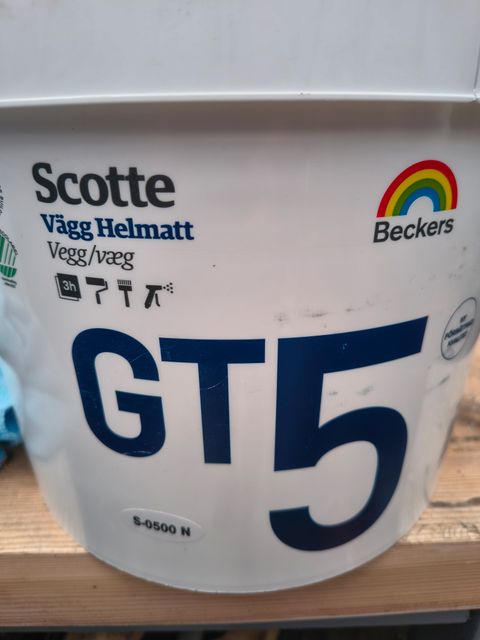 Scotte
Beckers
Vägg Helmatt
Vegg/væg
3h
GT5
S-0500 N